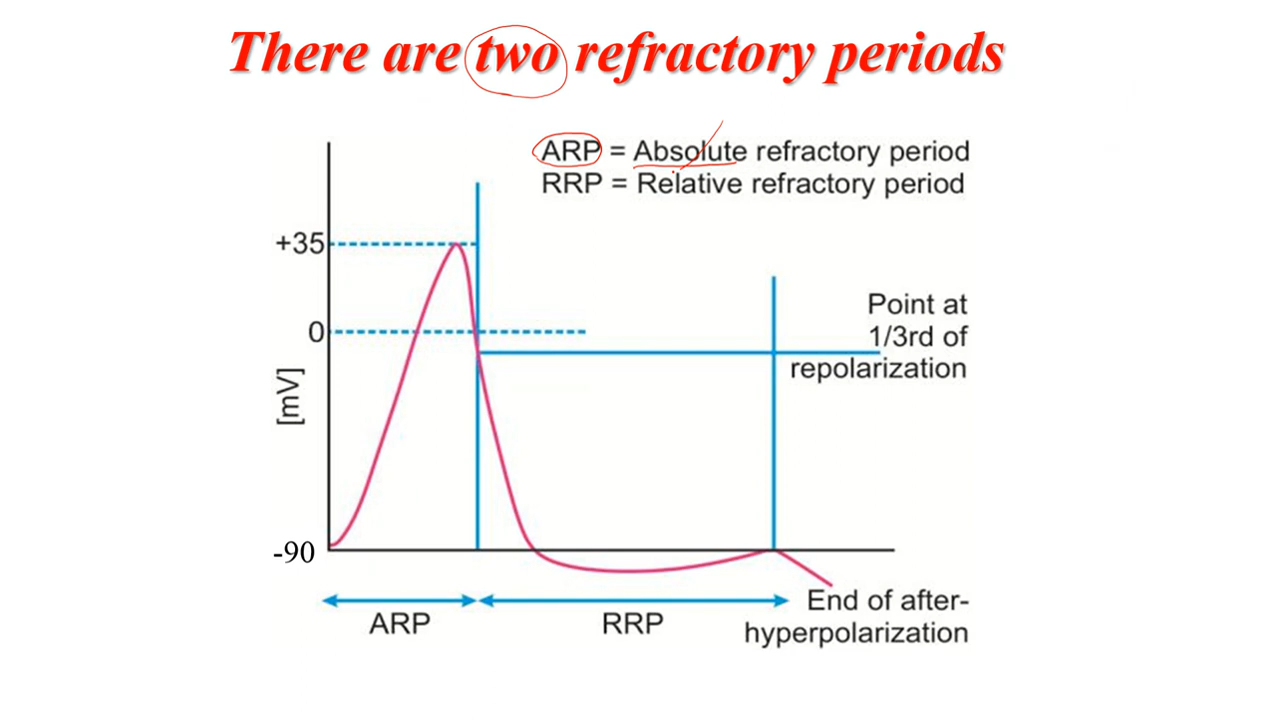 There are two refractory periods
ARP = Absolute refractory period
RRP = Relative refractory period
+35
0
[mV]
-90
Point at
1/3rd of
repolarization
ARP
RRP
End of after-
hyperpolarization